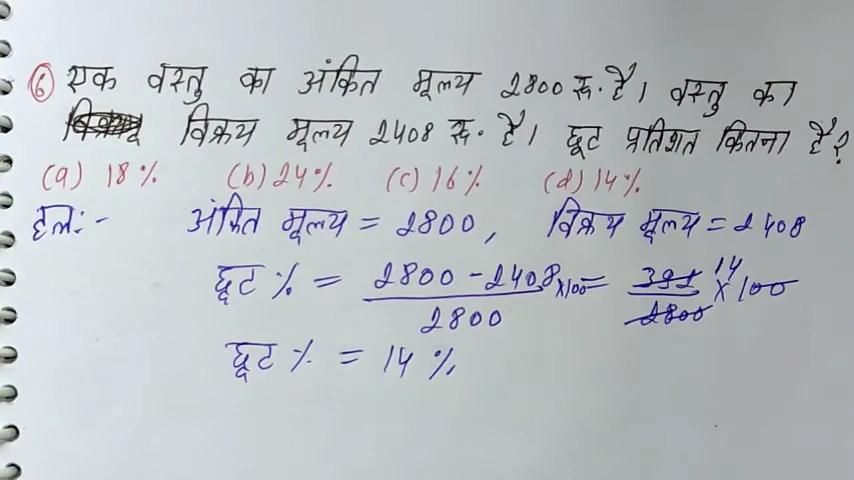 ⑥ एक वस्तु का अंकित मूल्य 2800 रू. है। वस्तु का
विक्रय मूल्य 2408 रू. है। छूट प्रतिशत कितना है?
(a) 18% (b) 24% (c) 16% (d) 14%
हल:- अंकित मूल्य = 2800, विक्रय मूल्य = 2408
छूट % = 2800 - 2408 / 2800 ×100 = 392 / 2800 × 100 14
छूट % = 14 %